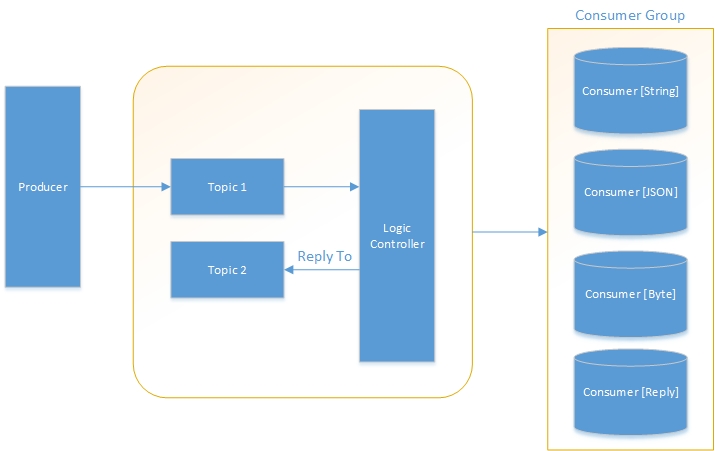 Consumer Group
Consumer [String]
Producer
Topic 1
Consumer [JSON]
Logic
Controller
Reply To
Topic 2
Consumer [Byte]
Consumer [Reply]